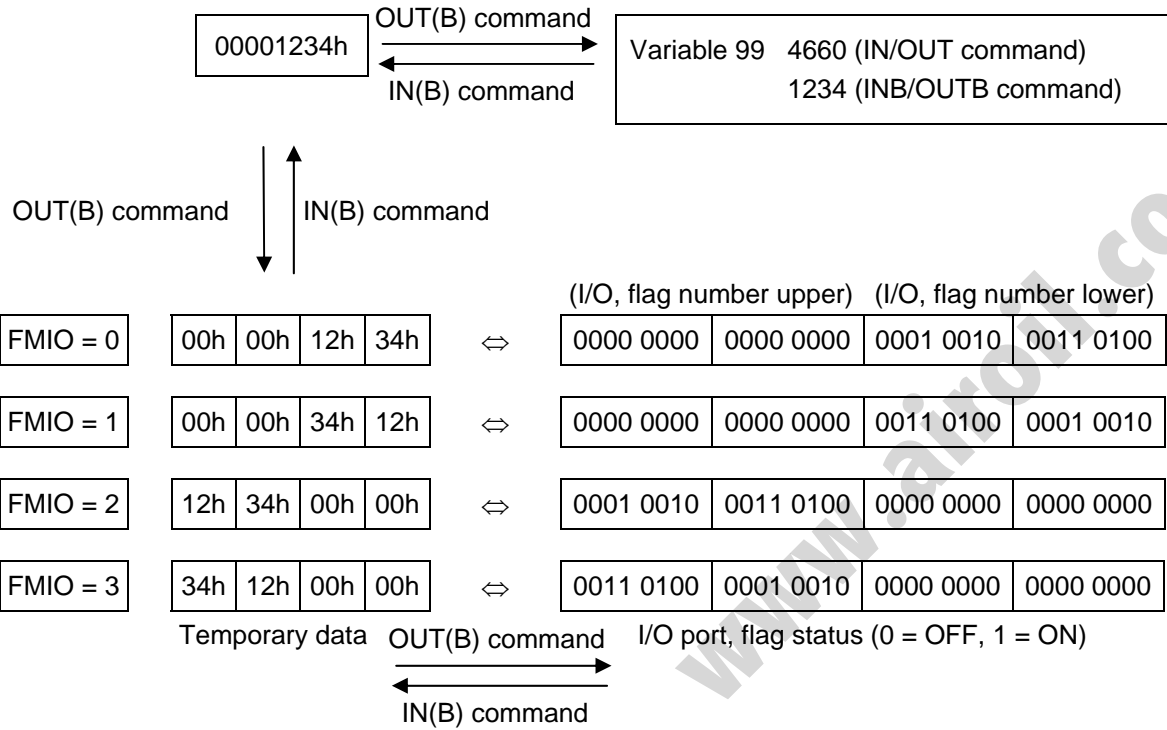 OUT(B) command
00001234h
IN(B) command
Variable 99 4660 (IN/OUT command)
1234 (INB/OUTB command)
OUT(B) command
IN(B) command
(I/O, flag number upper) (I/O, flag number lower)
FMIO = 0 00h 00h 12h 34h ⇔ 0000 0000 0000 0000 0001 0010 0011 0100
FMIO = 1 00h 00h 34h 12h ⇔ 0000 0000 0000 0000 0011 0100 0001 0010
FMIO = 2 12h 34h 00h 00h ⇔ 0001 0010 0011 0100 0000 0000 0000 0000
FMIO = 3 34h 12h 00h 00h ⇔ 0011 0100 0001 0010 0000 0000 0000 0000
Temporary data OUT(B) command I/O port, flag status (0 = OFF, 1 = ON)
IN(B) command
www.airoil.co